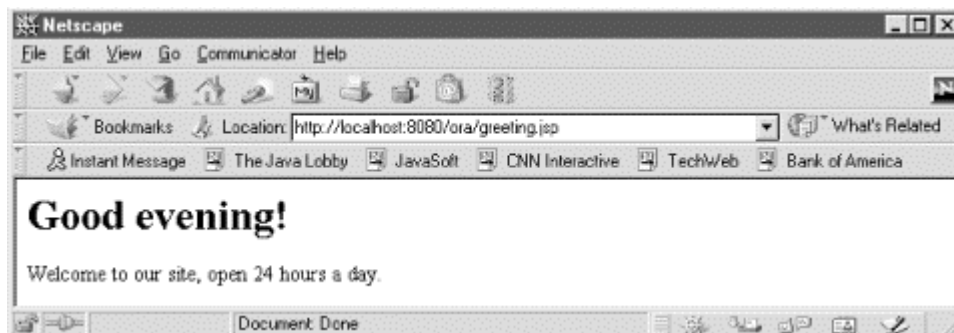 Netscape
File Edit View Go Communicator Help
My
Bookmarks Location: http://localhost:8080/ora/greeting.jsp What's Related
N
Instant Message The Java Lobby JavaSoft CNN Interactive TechWeb Bank of America
Good evening!
Welcome to our site, open 24 hours a day.
Document: Done